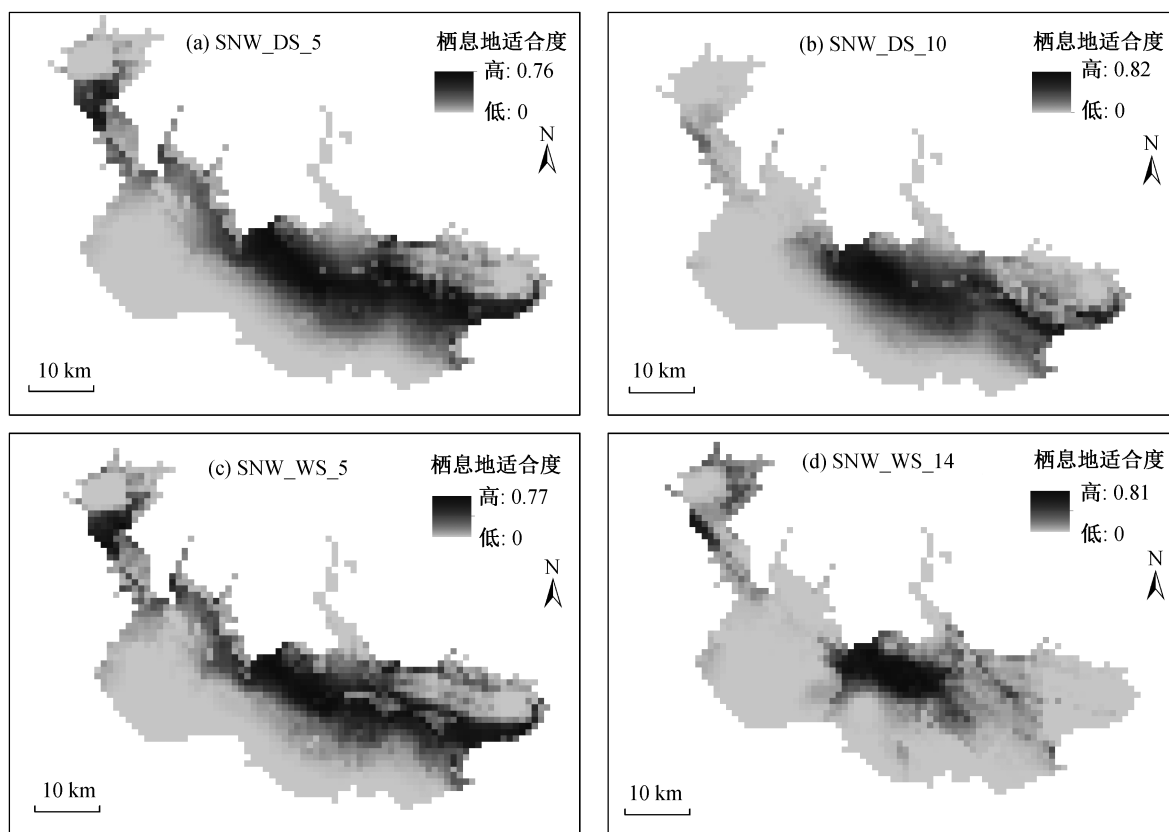 (a) SNW_DS_5
栖息地适合度
高: 0.76
低: 0
N
10 km
(b) SNW_DS_10
栖息地适合度
高: 0.82
低: 0
N
10 km
(c) SNW_WS_5
栖息地适合度
高: 0.77
低: 0
N
10 km
(d) SNW_WS_14
栖息地适合度
高: 0.81
低: 0
N
10 km